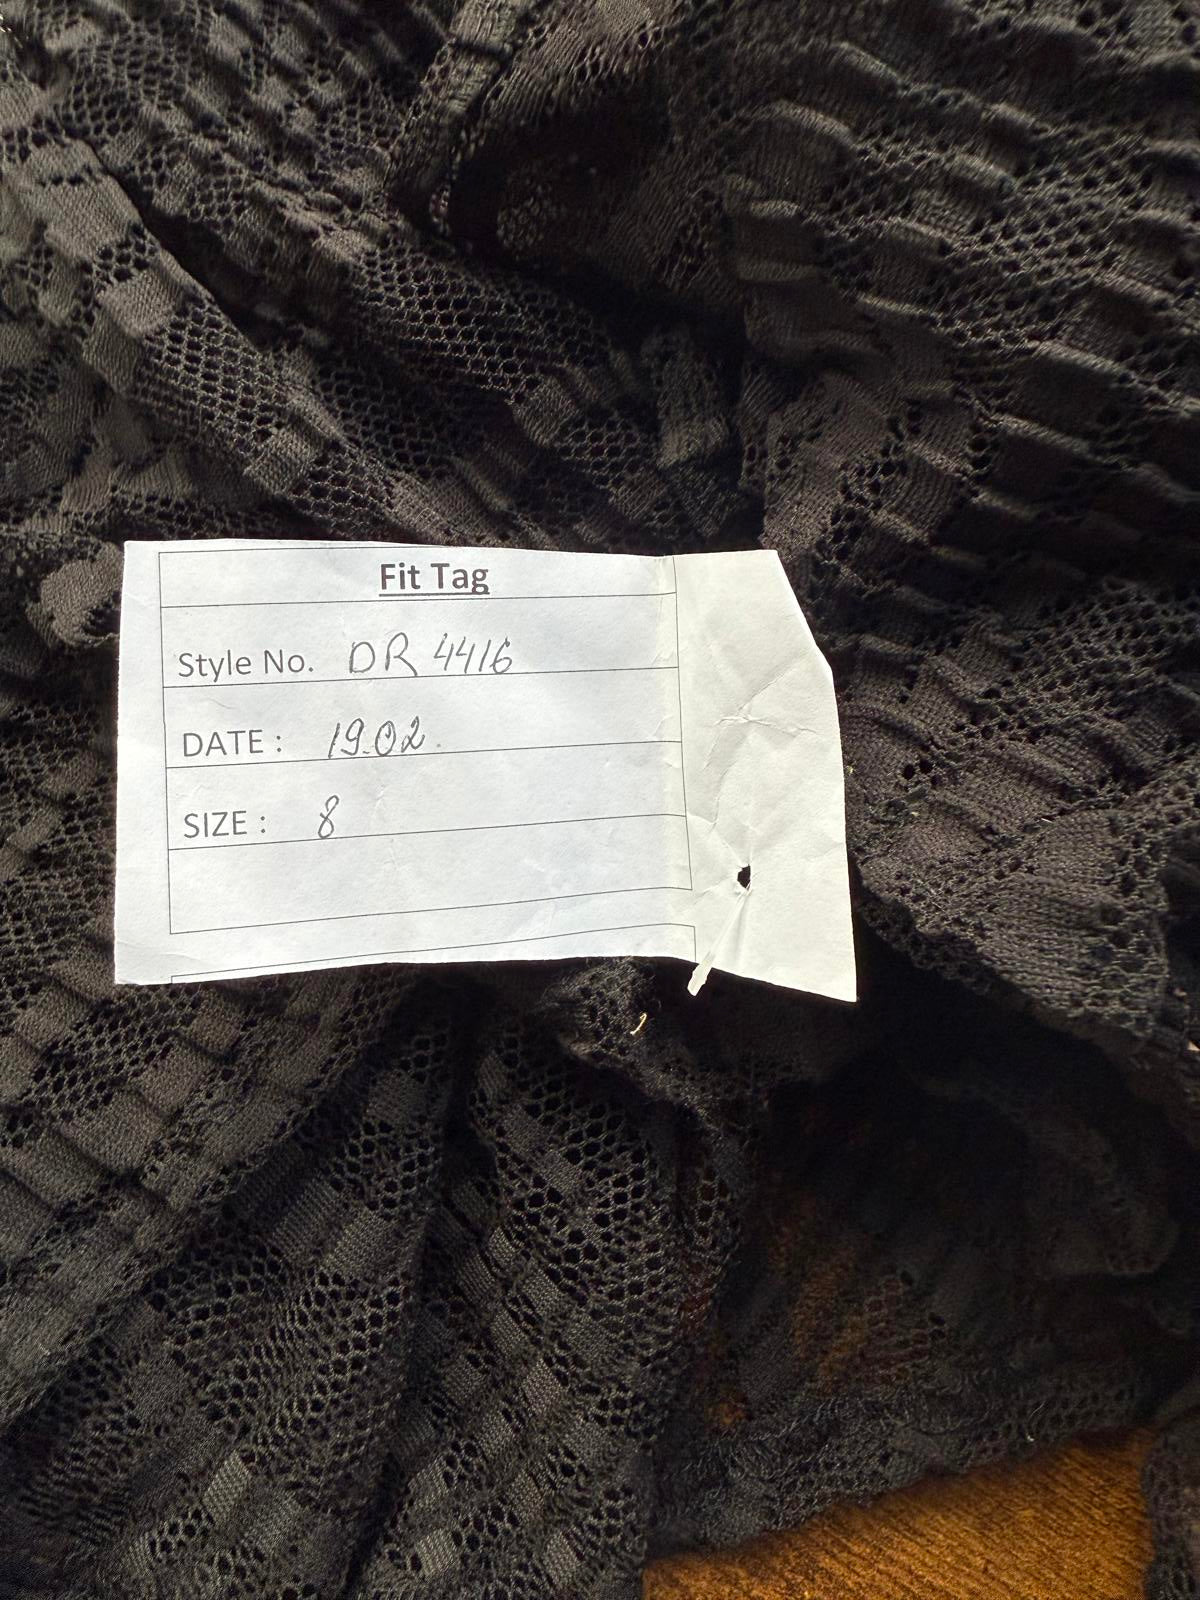 Fit Tag
Style No. DR 4416
DATE : 19.02.
SIZE : 8